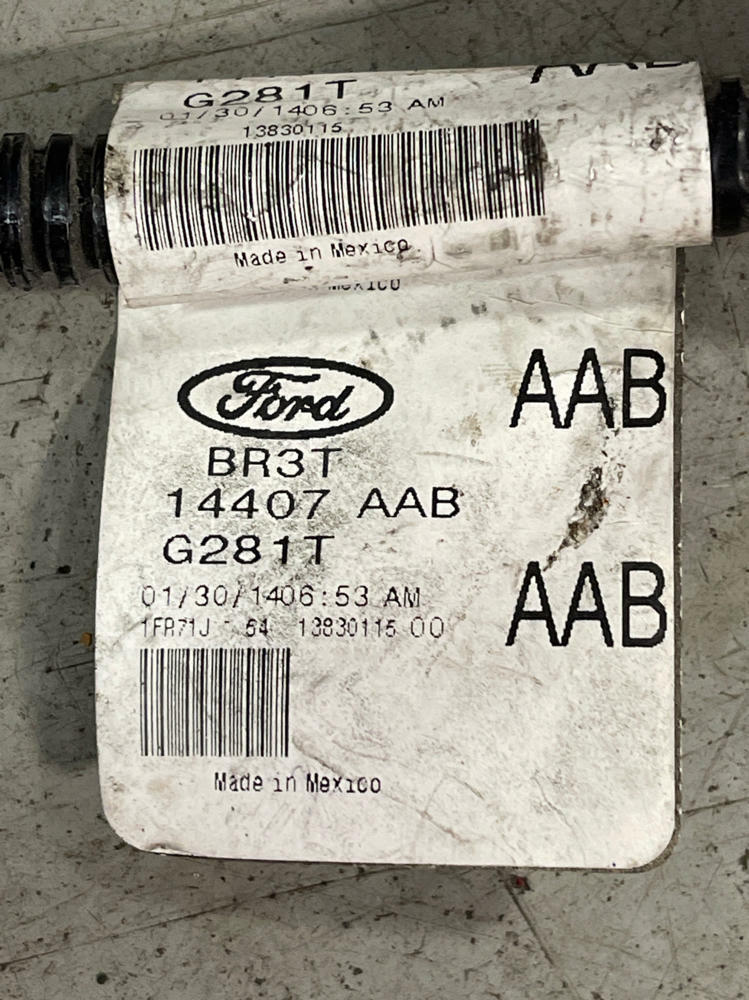 AAB
G281T
01/30/1406:53 AM
13830115
Made in Mexico
Mexico
Ford
AAB
BR3T
14407 AAB
G281T
01/30/1406:53 AM
AAB
13830115 00
Made in Mexico